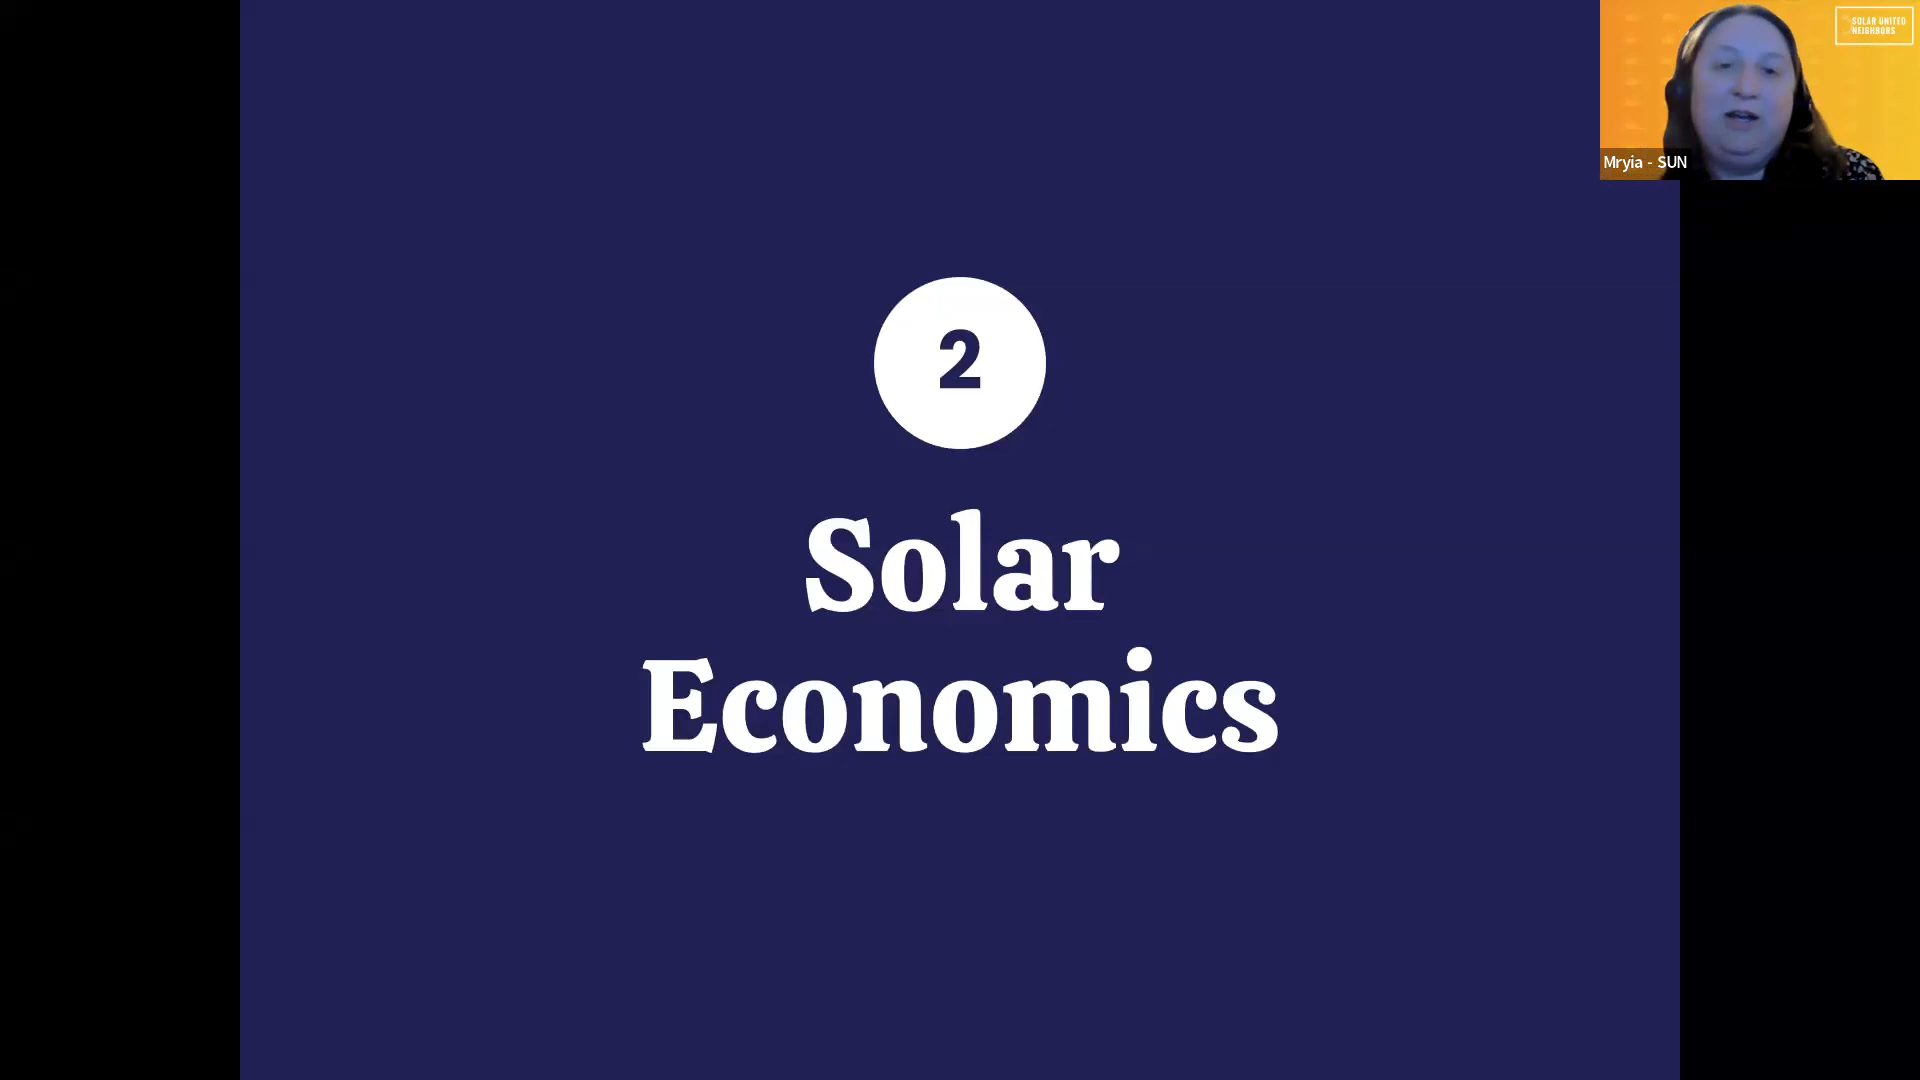 2
Solar
Economics
SOLAR UNITED
NEIGHBORS
Mryia - SUN